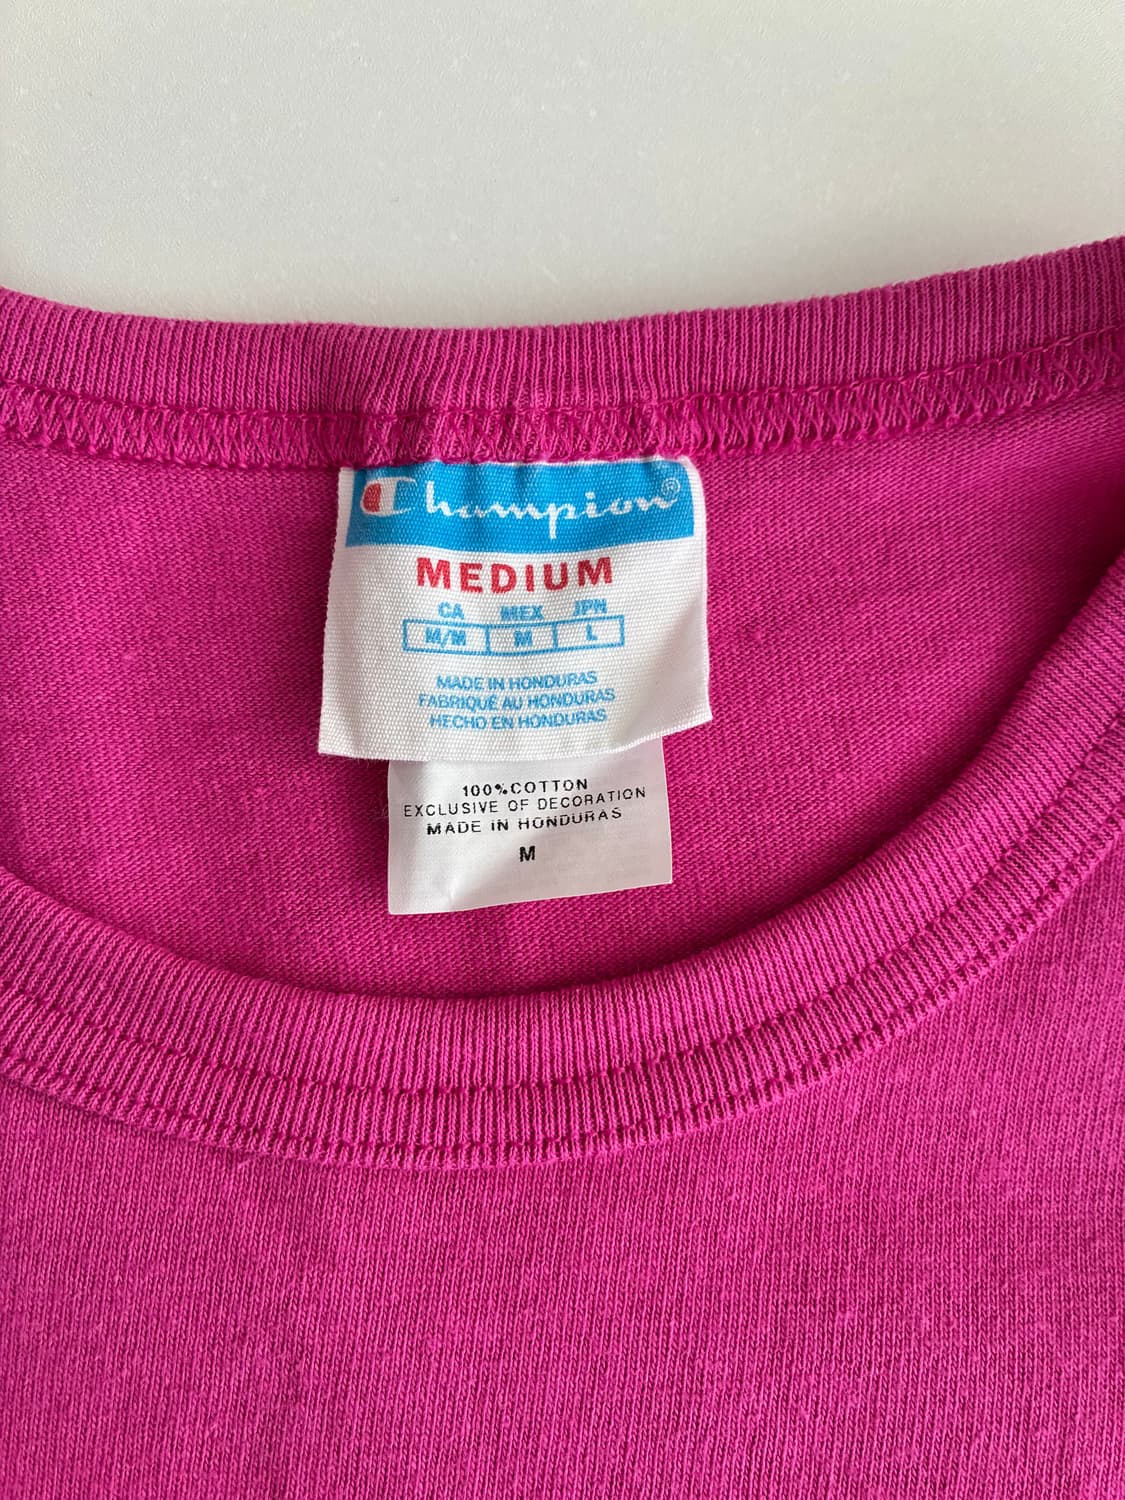 Champion®
MEDIUM
CA MEX JPN
M/M M L
MADE IN HONDURAS
FABRIQUÉ AU HONDURAS
HECHO EN HONDURAS
100%COTTON
EXCLUSIVE OF DECORATION
MADE IN HONDURAS
M